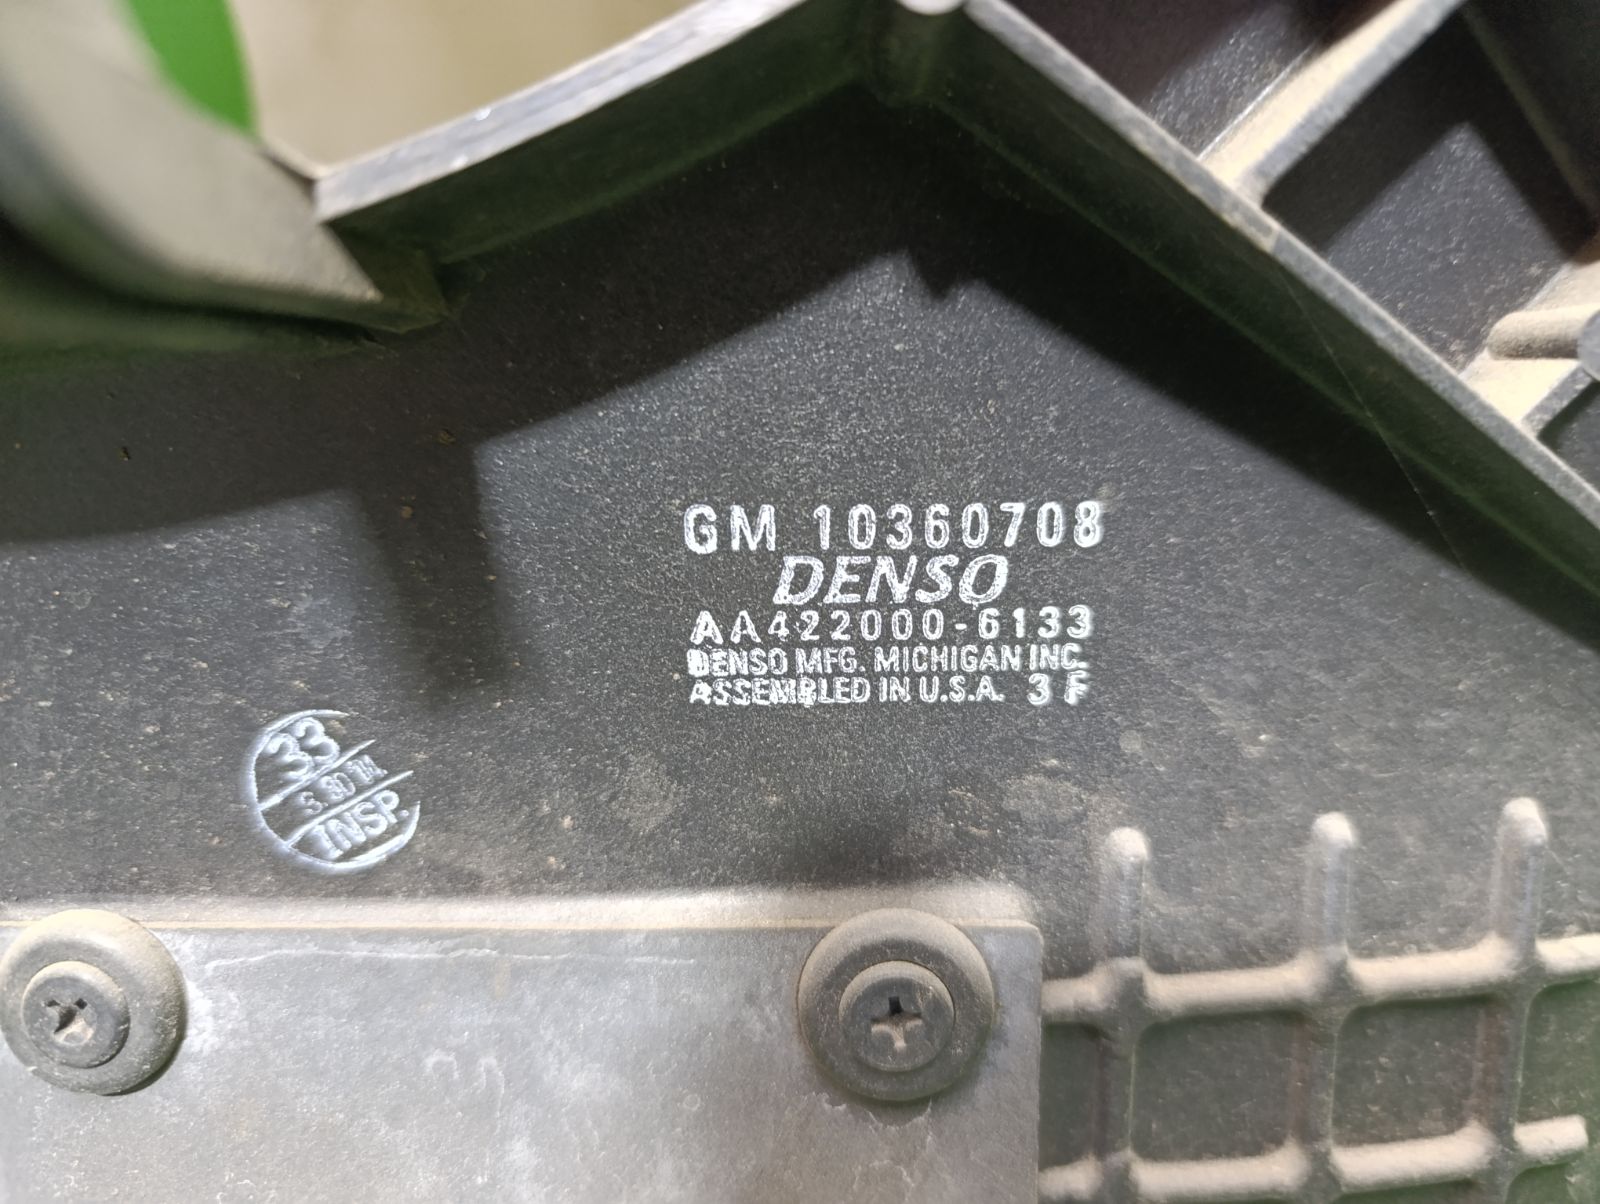 GM 10360708
DENSO
AA422000-6133
DENSO MFG. MICHIGAN INC.
ASSEMBLED IN U.S.A. 3 F
33
INSP.